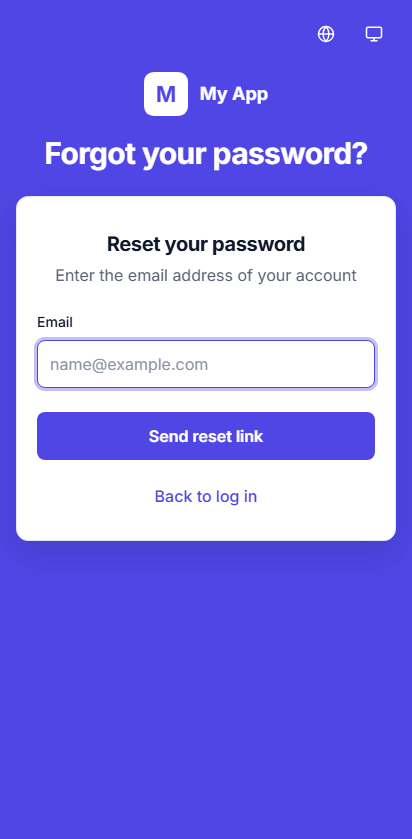 M My App
Forgot your password?
Reset your password
Enter the email address of your account
Email
name@example.com
Send reset link
Back to log in